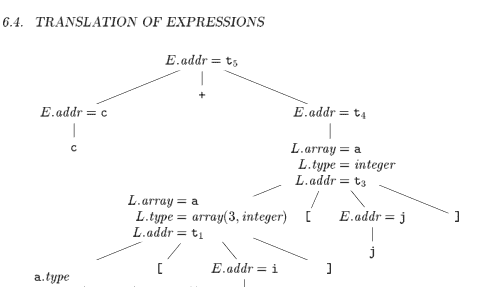 6.4. TRANSLATION OF EXPRESSIONS
E.addr = t₅
+
E.addr = c
E.addr = t₄
c
L.array = a
L.type = integer
L.addr = t₃
L.array = a
L.type = array(3, integer)
[
E.addr = j
]
L.addr = t₁
j
[
E.addr = i
]
a.type